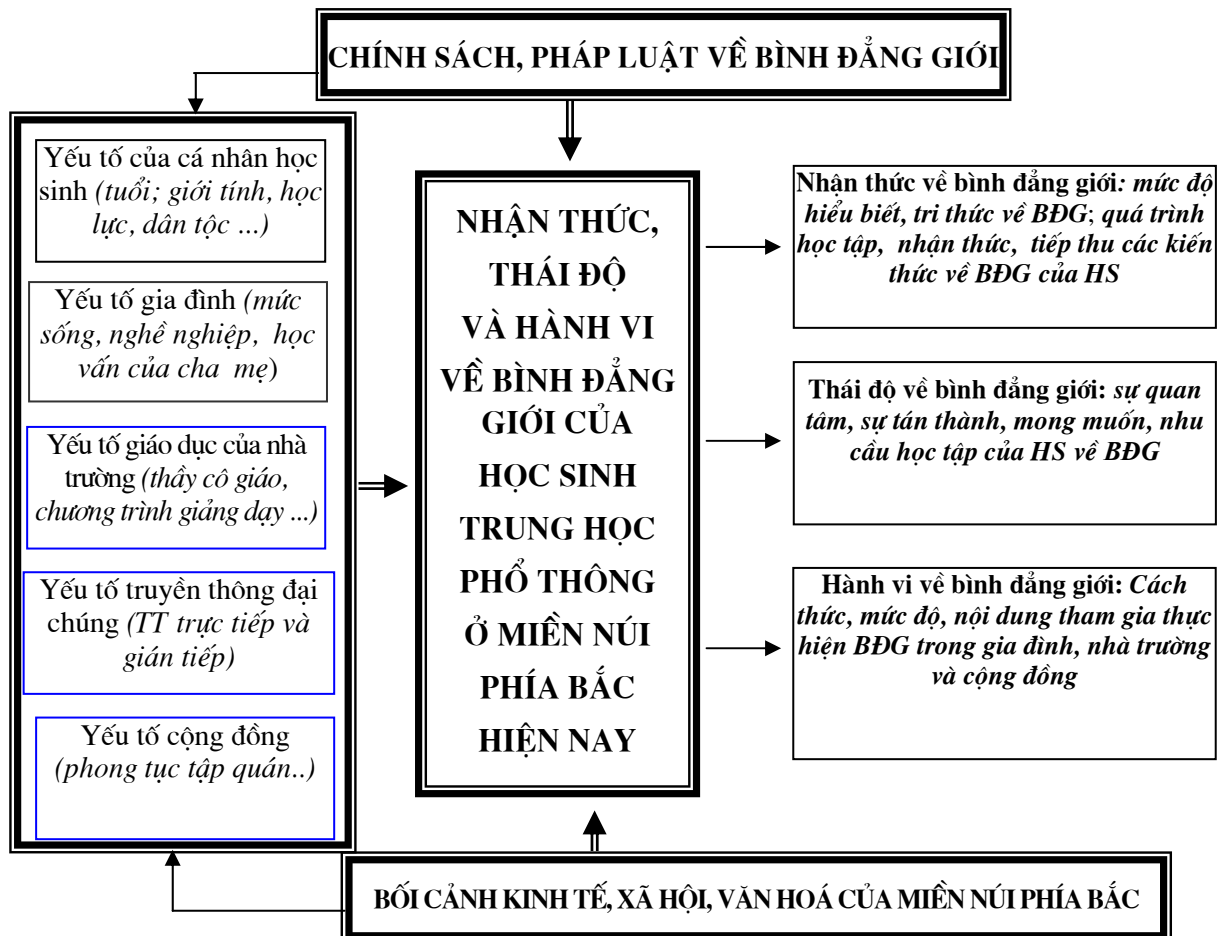 CHÍNH SÁCH, PHÁP LUẬT VỀ BÌNH ĐẲNG GIỚI
Yếu tố của cá nhân học
sinh (tuổi; giới tính, học
lực, dân tộc ...)
Yếu tố gia đình (mức
sống, nghề nghiệp, học
vấn của cha mẹ)
Yếu tố giáo dục của nhà
trường (thầy cô giáo,
chương trình giảng dạy ...)
Yếu tố truyền thông đại
chúng (TT trực tiếp và
gián tiếp)
Yếu tố cộng đồng
(phong tục tập quán..)
NHẬN THỨC,
THÁI ĐỘ
VÀ HÀNH VI
VỀ BÌNH ĐẲNG
GIỚI CỦA
HỌC SINH
TRUNG HỌC
PHỔ THÔNG
Ở MIỀN NÚI
PHÍA BẮC
HIỆN NAY
Nhận thức về bình đẳng giới: mức độ
hiểu biết, tri thức về BĐG; quá trình
học tập, nhận thức, tiếp thu các kiến
thức về BĐG của HS
Thái độ về bình đẳng giới: sự quan
tâm, sự tán thành, mong muốn, nhu
cầu học tập của HS về BĐG
Hành vi về bình đẳng giới: Cách
thức, mức độ, nội dung tham gia thực
hiện BĐG trong gia đình, nhà trường
và cộng đồng
BỐI CẢNH KINH TẾ, XÃ HỘI, VĂN HOÁ CỦA MIỀN NÚI PHÍA BẮC